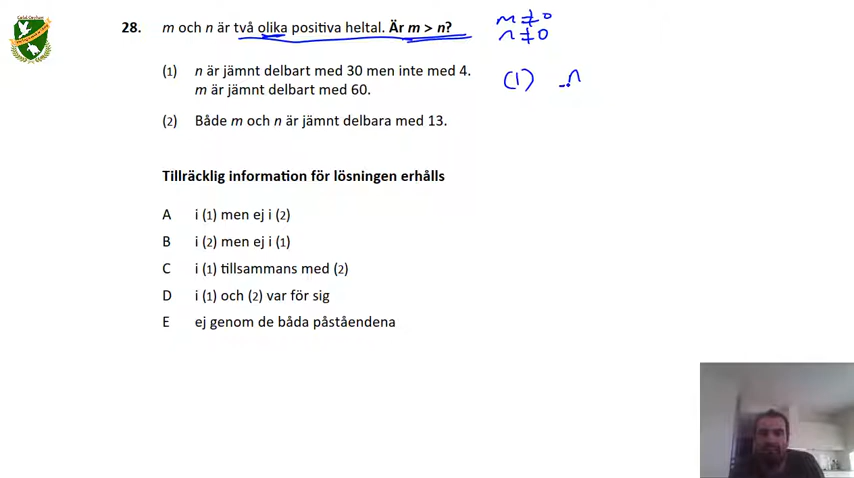 28. m och n är två olika positiva heltal. Är m > n?
m ≠ 0
n ≠ 0
(1) n är jämnt delbart med 30 men inte med 4.
m är jämnt delbart med 60.
(1) n
(2) Både m och n är jämnt delbara med 13.
Tillräcklig information för lösningen erhålls
A i (1) men ej i (2)
B i (2) men ej i (1)
C i (1) tillsammans med (2)
D i (1) och (2) var för sig
E ej genom de båda påståendena